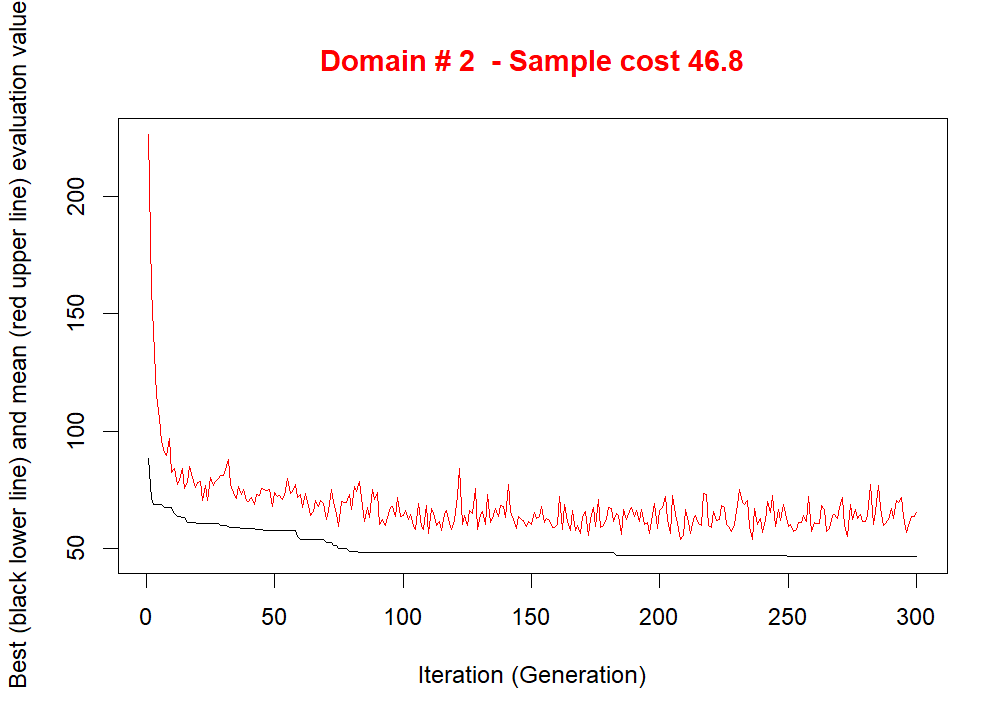 Domain # 2  - Sample cost 46.8
Best (black lower line) and mean (red upper line) evaluation value
200
150
100
50
0 50 100 150 200 250 300
Iteration (Generation)